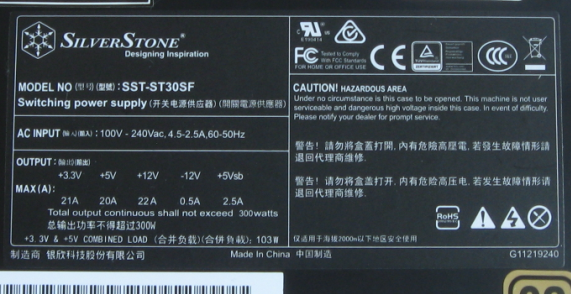 SILVERSTONE®
Designing Inspiration
MODEL NO (型号) (型號) : SST-ST30SF
Switching power supply (开关电源供应器) (開關電源供應器)
AC INPUT (输入) (輸入) : 100V - 240Vac, 4.5-2.5A, 60-50Hz
OUTPUT: (输出) (輸出)
+3.3V +5V +12V -12V +5Vsb
MAX(A):
21A 20A 22A 0.5A 2.5A
Total output continuous shall not exceed 300watts
总输出功率不得超过300W
+3.3V & +5V COMBINED LOAD (合并负载) (合併負載): 103W
制造商 银欣科技股份有限公司
FC Tested to Comply
With FCC Standards
FOR HOME OR OFFICE USE
CE
CCC
CAUTION! HAZARDOUS AREA
Under no circumstance is this case to be opened. This machine is not user
serviceable and dangerous high voltage inside this case. In event of difficulty.
Please notify your dealer for prompt service.
警告! 請勿將盒蓋打開, 內有危險高壓電, 若發生故障情形請
退回代理商維修.
警告! 请勿将盒盖打开, 内有危险高压电, 若发生故障情形请
退回代理商维修.
RoHS
仅适用于海拔2000m以下地区安全使用
Made In China 中国制造
G11219240